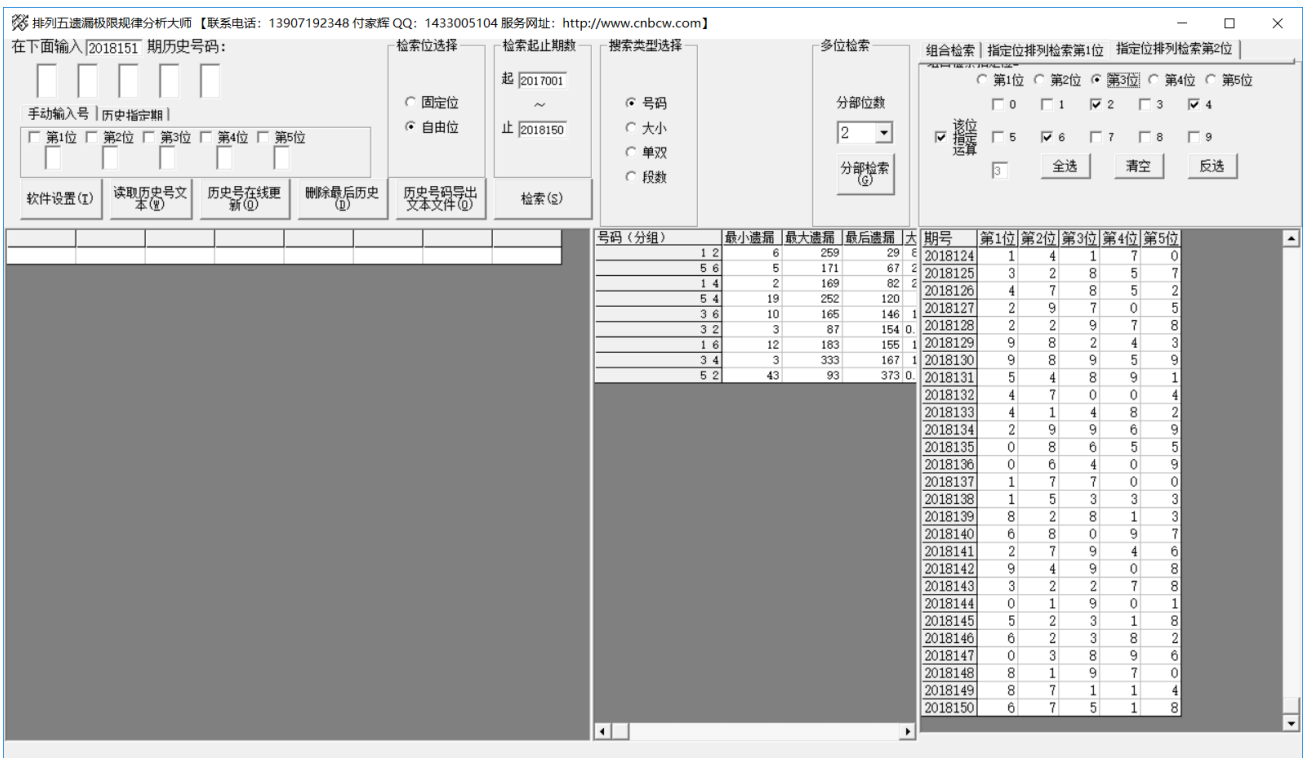 排列五遗漏极限规律分析大师 【联系电话：13907192348 付家辉 QQ：1433005104 服务网址：http://www.cnbcw.com】
在下面输入 2018151 期历史号码：
手动输入号 历史指定期
第1位 第2位 第3位 第4位 第5位
检索位选择
固定位
自由位
检索起止期数
起 2017001
～
止 2018150
搜索类型选择
号码
大小
单双
段数
多位检索
分部位数
2
分部检索(G)
组合检索 指定位排列检索第1位 指定位排列检索第2位
第1位 第2位 第3位 第4位 第5位
该位指定运算
0 1 2 3 4
5 6 7 8 9
3 全选 清空 反选
软件设置(I) 读取历史号文本(W) 历史号在线更新(O) 删除最后历史(D) 历史号码导出文本文件(O) 检索(S)
号码（分组） 最小遗漏 最大遗漏 最后遗漏 大
1 2 6 259 29
5 6 5 171 67 2
1 4 2 169 82 2
5 4 19 252 120
3 6 10 165 146 1
3 2 3 87 154 0.
1 6 12 183 155 1
3 4 3 333 167 1
5 2 43 93 373 0.
期号 第1位 第2位 第3位 第4位 第5位
2018124 1 4 1 7 0
2018125 3 2 8 5 7
2018126 4 7 8 5 2
2018127 2 9 7 0 5
2018128 2 2 9 7 8
2018129 9 8 2 4 3
2018130 9 8 9 5 9
2018131 5 4 8 9 1
2018132 4 7 0 0 4
2018133 4 1 4 8 2
2018134 2 9 9 6 9
2018135 0 8 6 5 5
2018136 0 6 4 0 9
2018137 1 7 7 0 0
2018138 1 5 3 3 3
2018139 8 2 8 1 3
2018140 6 8 0 9 7
2018141 2 7 9 4 6
2018142 9 4 9 0 8
2018143 3 2 2 7 8
2018144 0 1 9 0 1
2018145 5 2 3 1 8
2018146 6 2 3 8 2
2018147 0 3 8 9 6
2018148 8 1 9 7 0
2018149 8 7 1 1 4
2018150 6 7 5 1 8